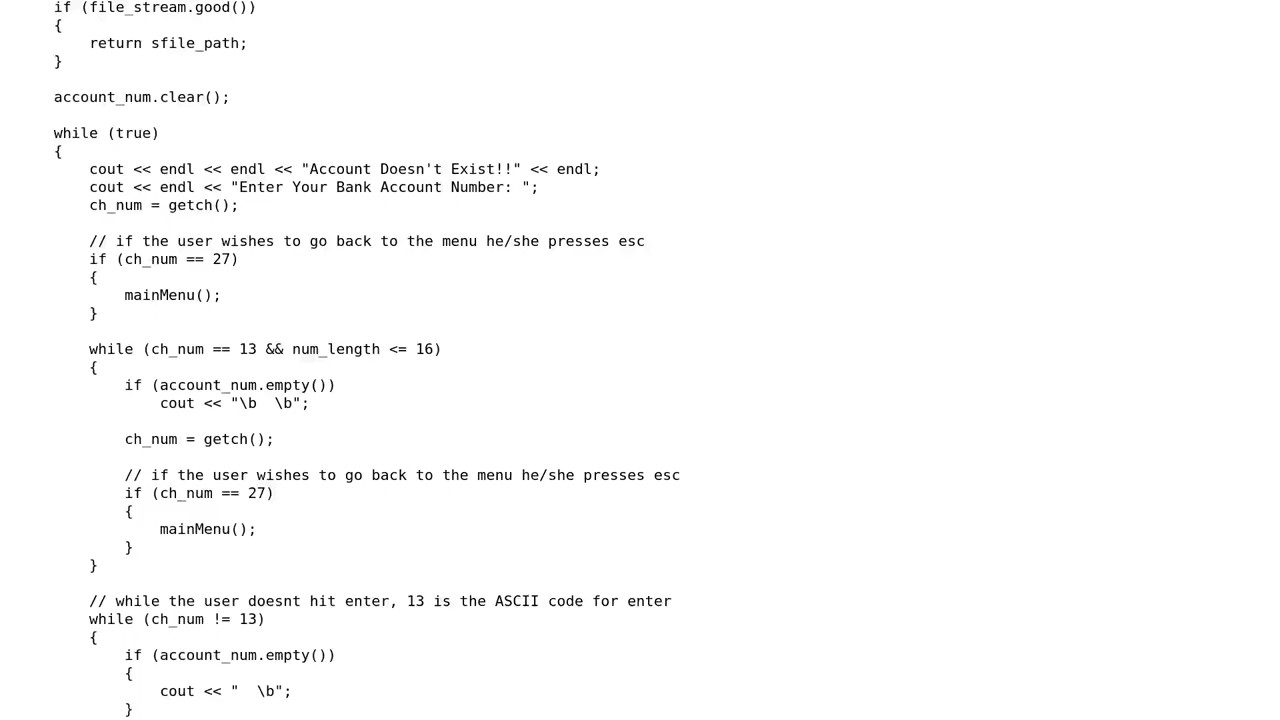 if (file_stream.good())
{
    return sfile_path;
}

account_num.clear();

while (true)
{
    cout << endl << endl << "Account Doesn't Exist!!" << endl;
    cout << endl << "Enter Your Bank Account Number: ";
    ch_num = getch();

    // if the user wishes to go back to the menu he/she presses esc
    if (ch_num == 27)
    {
        mainMenu();
    }

    while (ch_num == 13 && num_length <= 16)
    {
        if (account_num.empty())
            cout << "\b  \b";

        ch_num = getch();

        // if the user wishes to go back to the menu he/she presses esc
        if (ch_num == 27)
        {
            mainMenu();
        }
    }

    // while the user doesnt hit enter, 13 is the ASCII code for enter
    while (ch_num != 13)
    {
        if (account_num.empty())
        {
            cout << "  \b";
        }